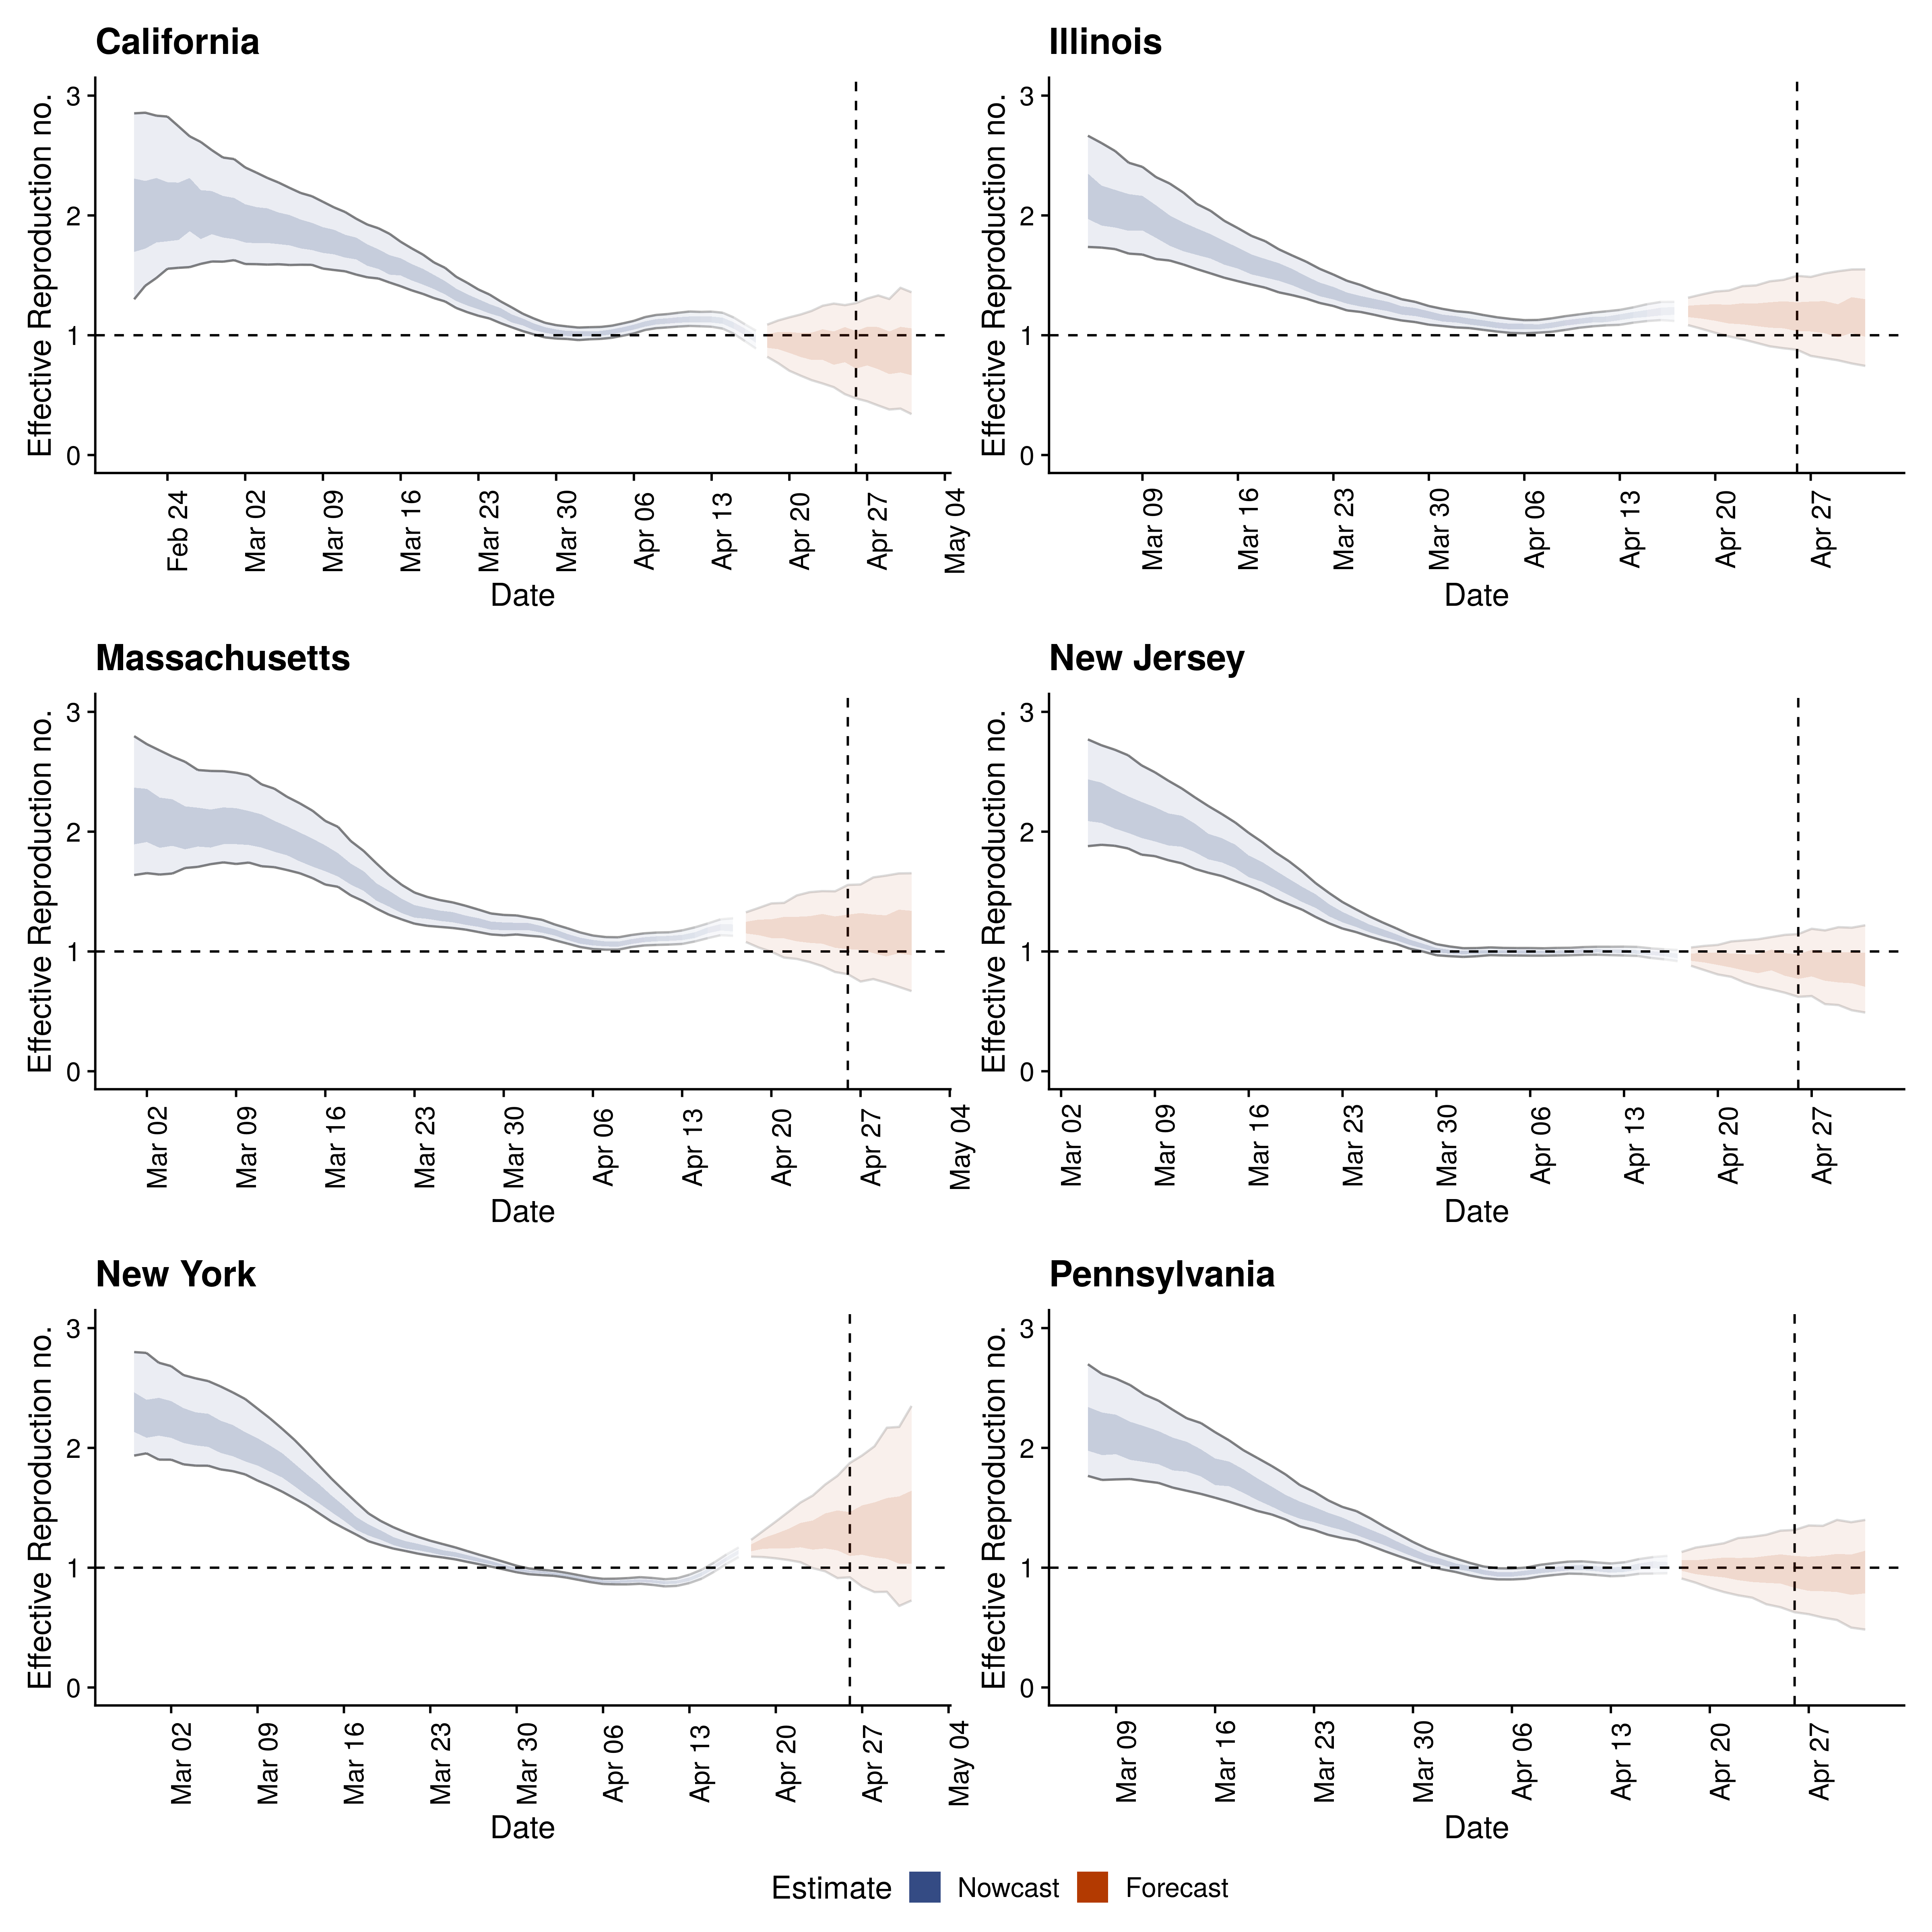 California
Effective Reproduction no.
3
2
1
0
Feb 24
Mar 02
Mar 09
Mar 16
Mar 23
Mar 30
Apr 06
Apr 13
Apr 20
Apr 27
May 04
Date
Illinois
Effective Reproduction no.
3
2
1
0
Mar 09
Mar 16
Mar 23
Mar 30
Apr 06
Apr 13
Apr 20
Apr 27
Date
Massachusetts
Effective Reproduction no.
3
2
1
0
Mar 02
Mar 09
Mar 16
Mar 23
Mar 30
Apr 06
Apr 13
Apr 20
Apr 27
May 04
Date
New Jersey
Effective Reproduction no.
3
2
1
0
Mar 02
Mar 09
Mar 16
Mar 23
Mar 30
Apr 06
Apr 13
Apr 20
Apr 27
Date
New York
Effective Reproduction no.
3
2
1
0
Mar 02
Mar 09
Mar 16
Mar 23
Mar 30
Apr 06
Apr 13
Apr 20
Apr 27
May 04
Date
Pennsylvania
Effective Reproduction no.
3
2
1
0
Mar 09
Mar 16
Mar 23
Mar 30
Apr 06
Apr 13
Apr 20
Apr 27
Date
Estimate Nowcast Forecast